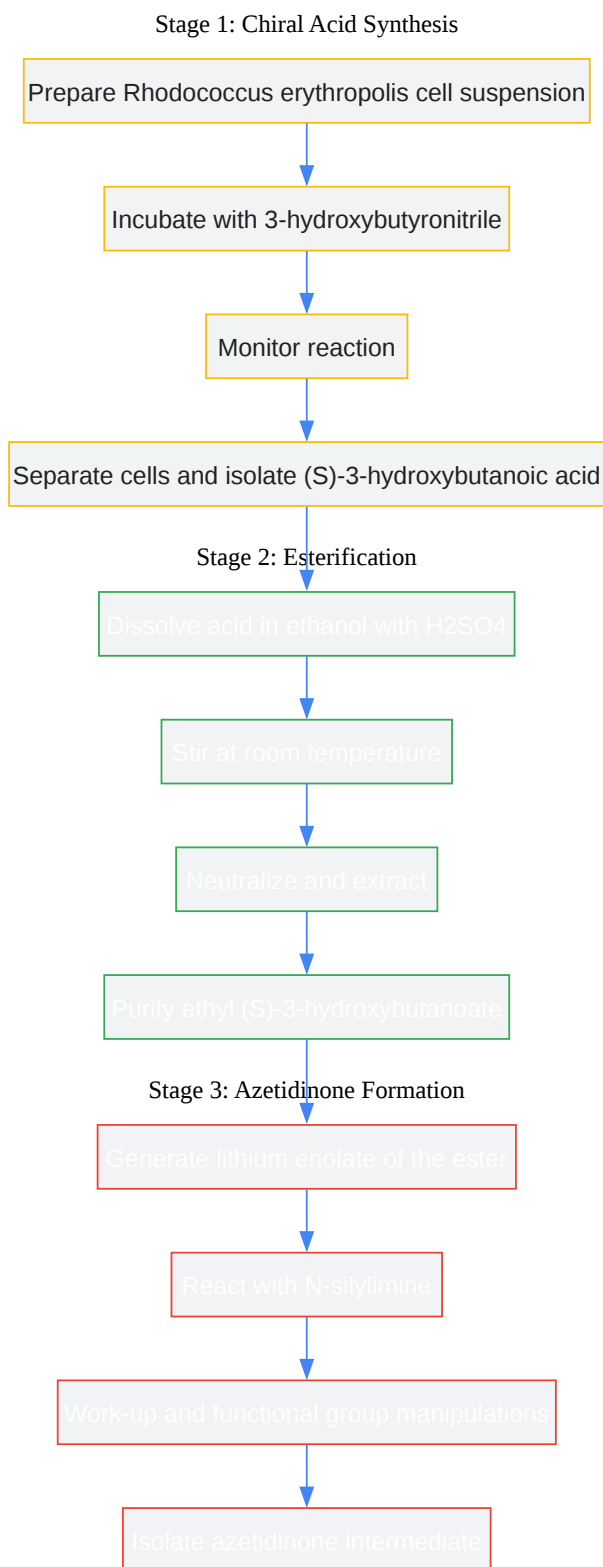 Stage 1: Chiral Acid Synthesis
Prepare Rhodococcus erythropolis cell suspension
Incubate with 3-hydroxybutyronitrile
Monitor reaction
Separate cells and isolate (S)-3-hydroxybutanoic acid
Stage 2: Esterification
Dissolve acid in ethanol with H2SO4
Stir at room temperature
Neutralize and extract
Purify ethyl (S)-3-hydroxybutanoate
Stage 3: Azetidinone Formation
Generate lithium enolate of the ester
React with N-silylimine
Work-up and functional group manipulations
Isolate azetidinone intermediate